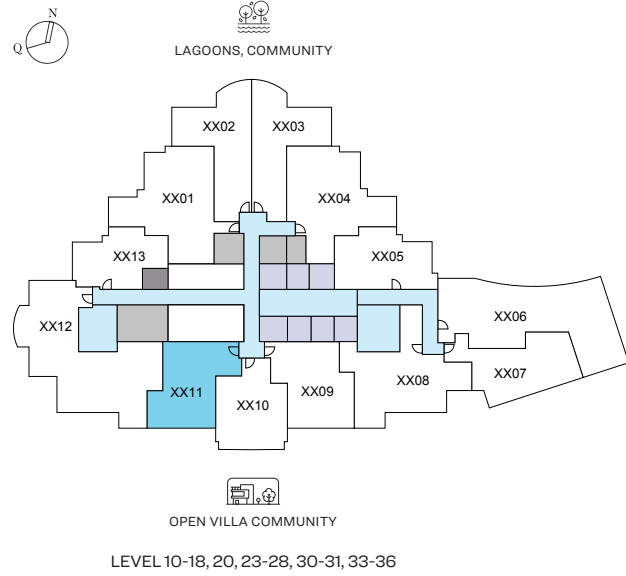 N
Q
LAGOONS, COMMUNITY
XX02
XX03
XX01
XX04
XX13
XX05
XX12
XX06
XX11
XX10
XX09
XX08
XX07
OPEN VILLA COMMUNITY
LEVEL 10-18, 20, 23-28, 30-31, 33-36